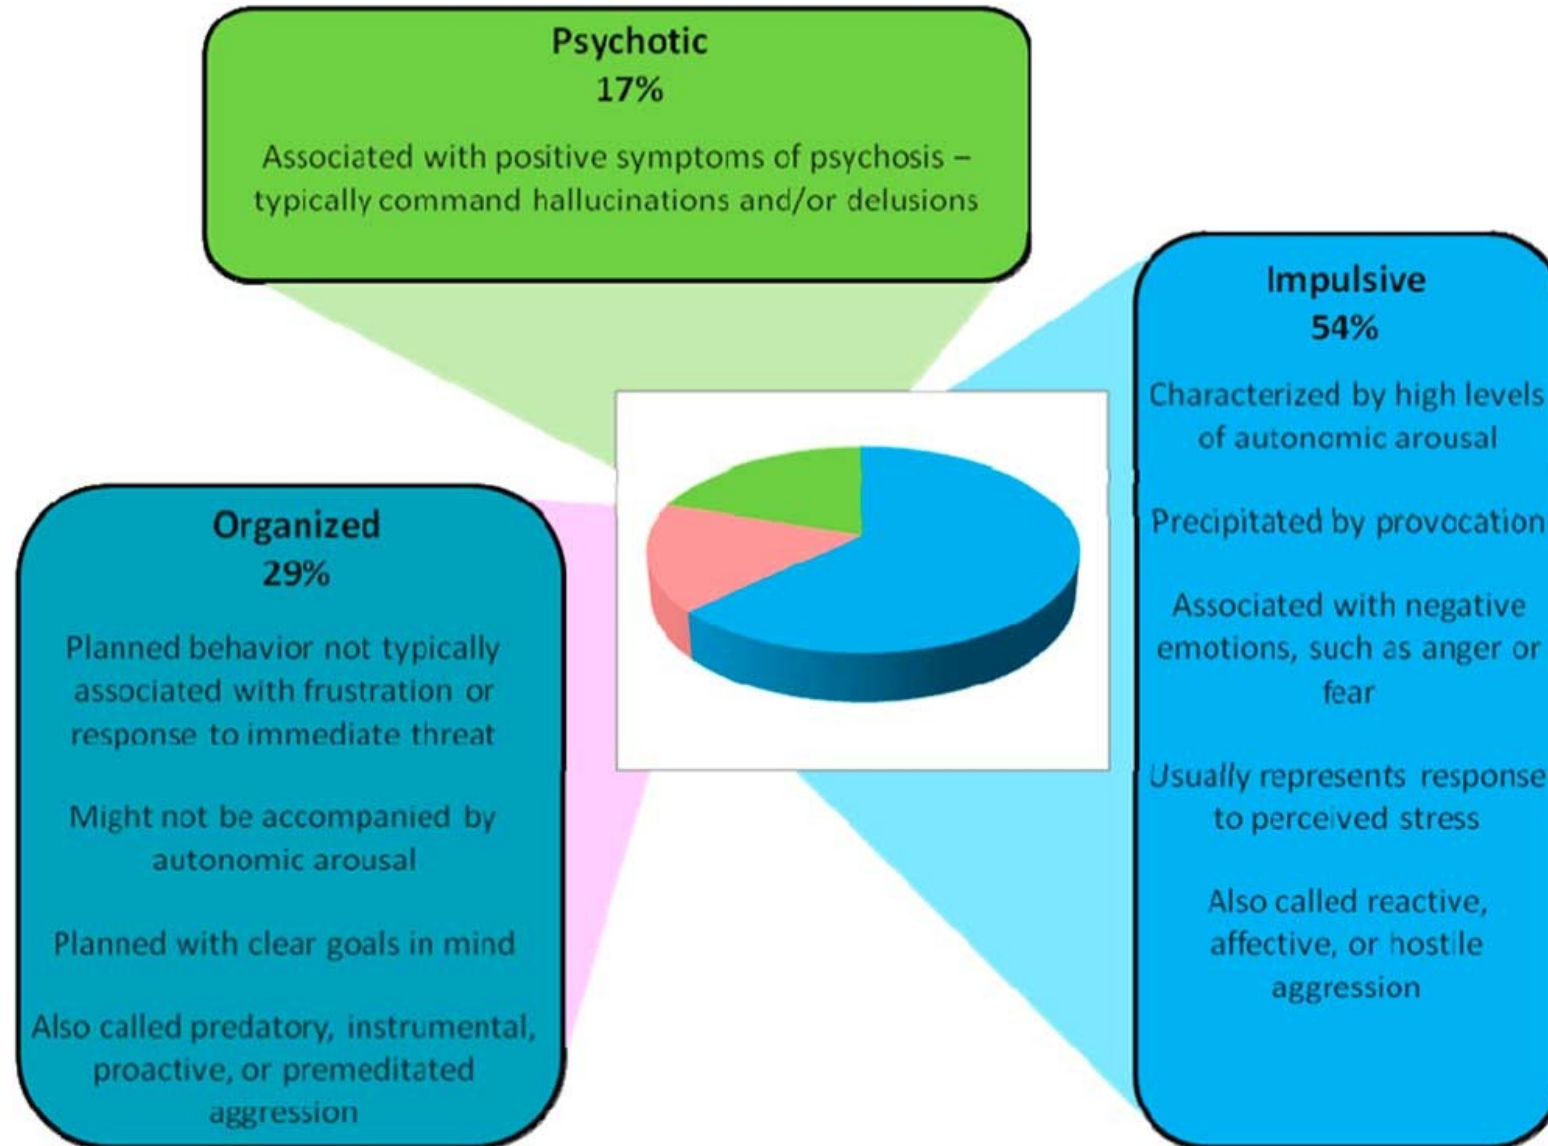 Psychotic
17%
Associated with positive symptoms of psychosis –
typically command hallucinations and/or delusions
Impulsive
54%
Characterized by high levels
of autonomic arousal
Precipitated by provocation
Associated with negative
emotions, such as anger or
fear
Usually represents response
to perceived stress
Also called reactive,
affective, or hostile
aggression
Organized
29%
Planned behavior not typically
associated with frustration or
response to immediate threat
Might not be accompanied by
autonomic arousal
Planned with clear goals in mind
Also called predatory, instrumental,
proactive, or premeditated
aggression